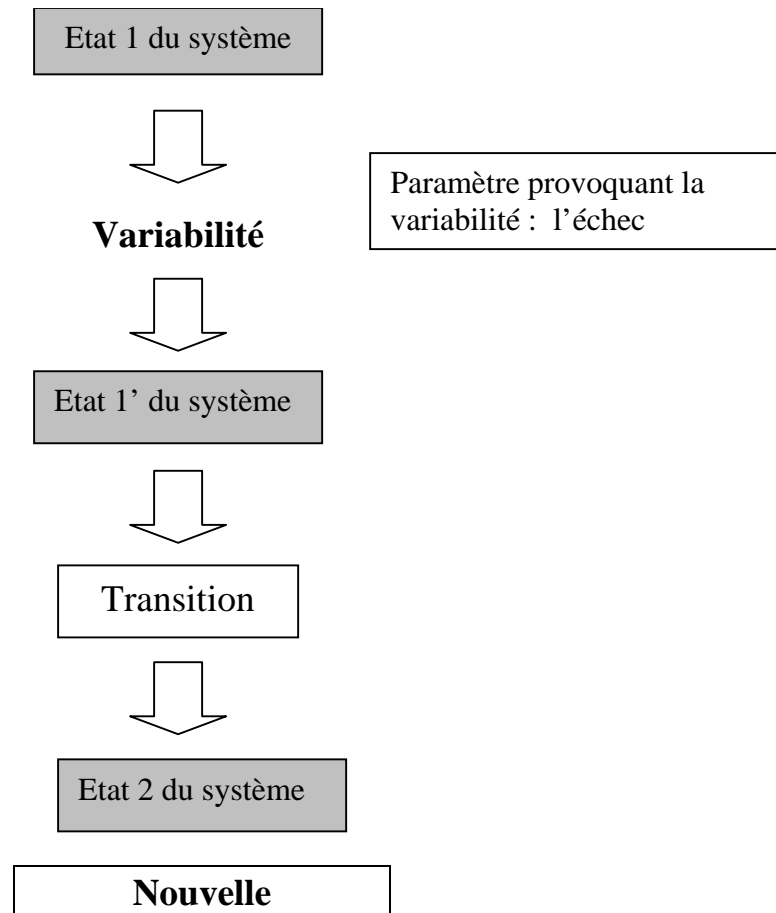 Etat 1 du système
Paramètre provoquant la
variabilité : l’échec
Variabilité
Etat 1’ du système
Transition
Etat 2 du système
Nouvelle